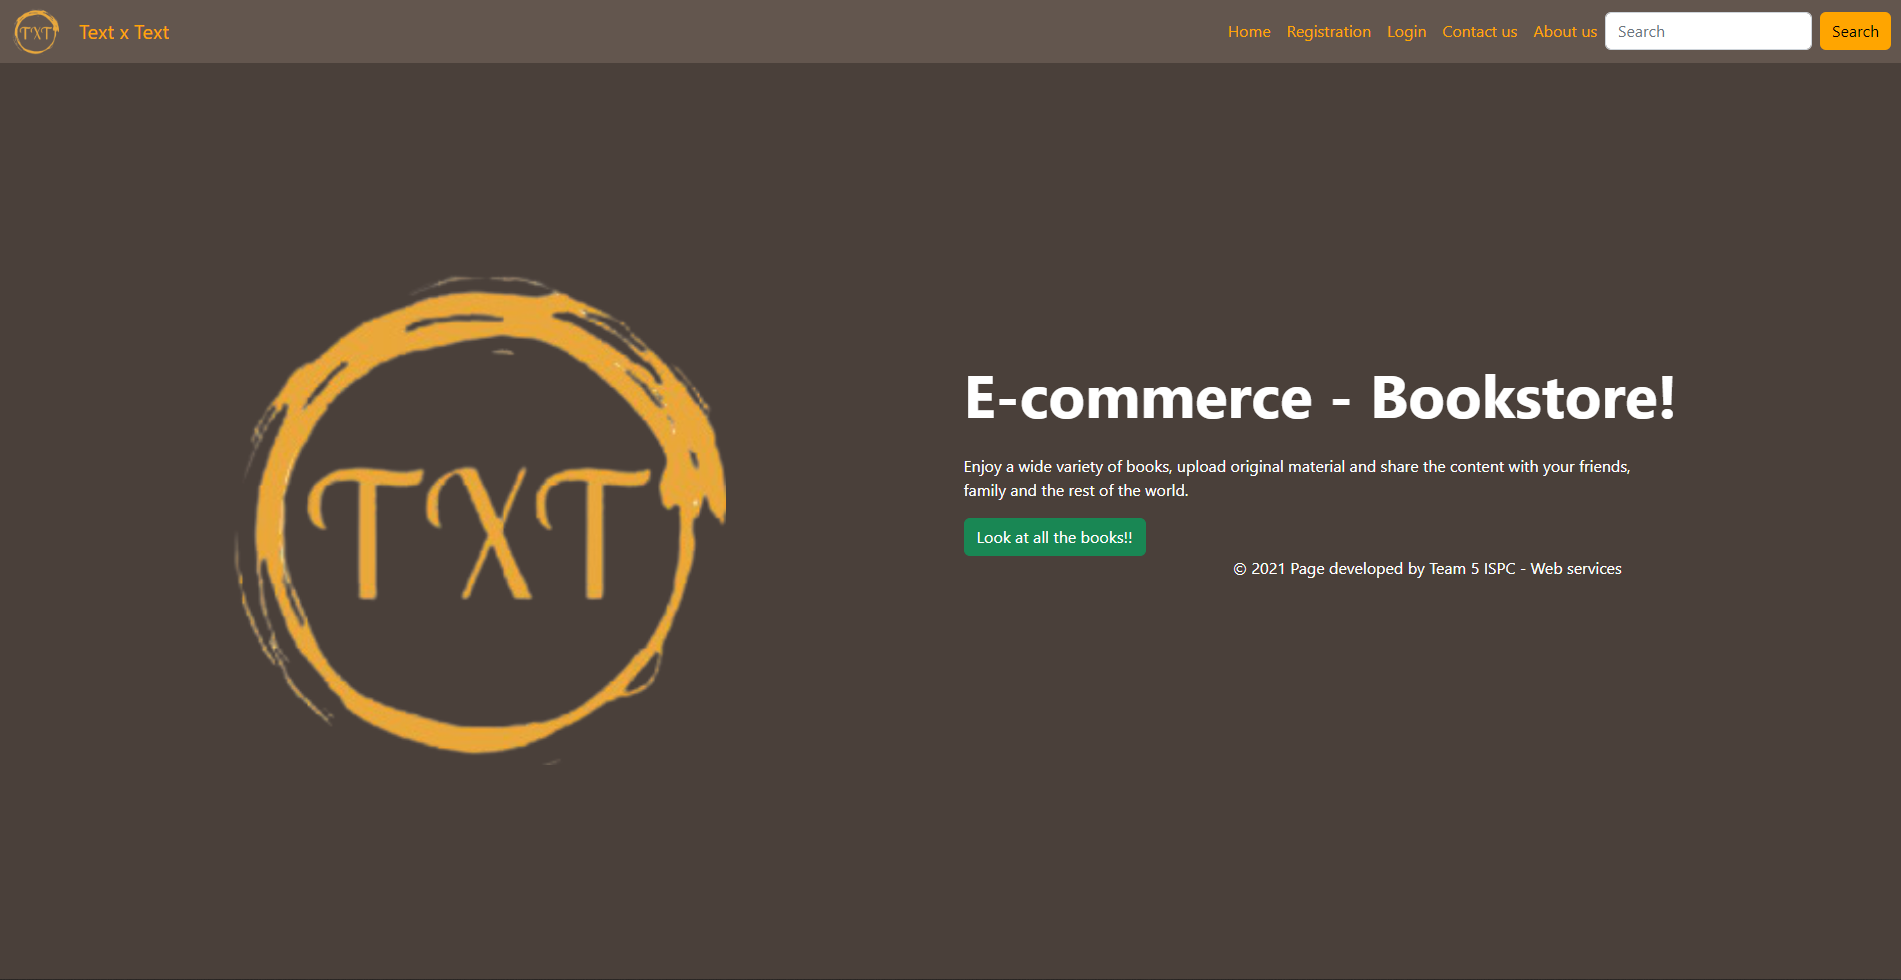 TXT
Text x Text
Home
Registration
Login
Contact us
About us
Search
Search
TXT
E-commerce - Bookstore!
Enjoy a wide variety of books, upload original material and share the content with your friends,
family and the rest of the world.
Look at all the books!!
© 2021 Page developed by Team 5 ISPC - Web services